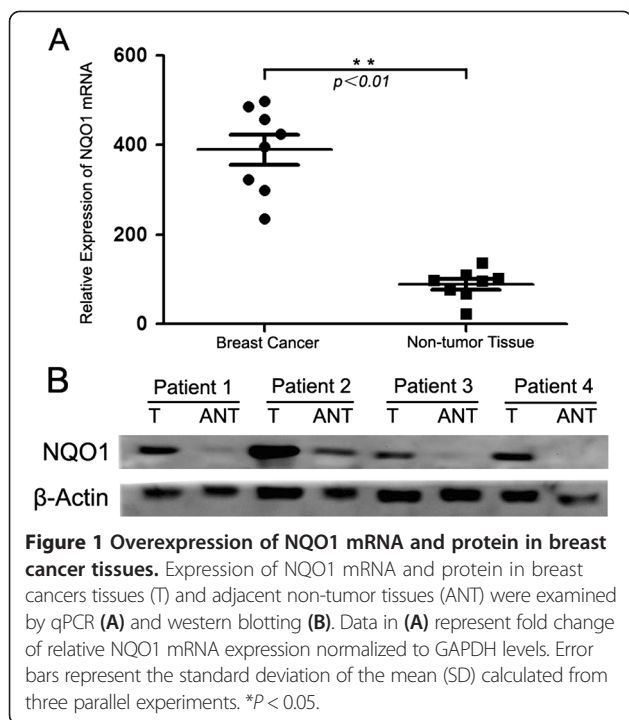 A
Relative Expression of NQO1 mRNA
600
400
200
0
**
p<0.01
Breast Cancer
Non-tumor Tissue
B
Patient 1 Patient 2 Patient 3 Patient 4
T ANT T ANT T ANT T ANT
NQO1
β-Actin
Figure 1 Overexpression of NQO1 mRNA and protein in breast
cancer tissues. Expression of NQO1 mRNA and protein in breast
cancers tissues (T) and adjacent non-tumor tissues (ANT) were examined
by qPCR (A) and western blotting (B). Data in (A) represent fold change
of relative NQO1 mRNA expression normalized to GAPDH levels. Error
bars represent the standard deviation of the mean (SD) calculated from
three parallel experiments. *P < 0.05.